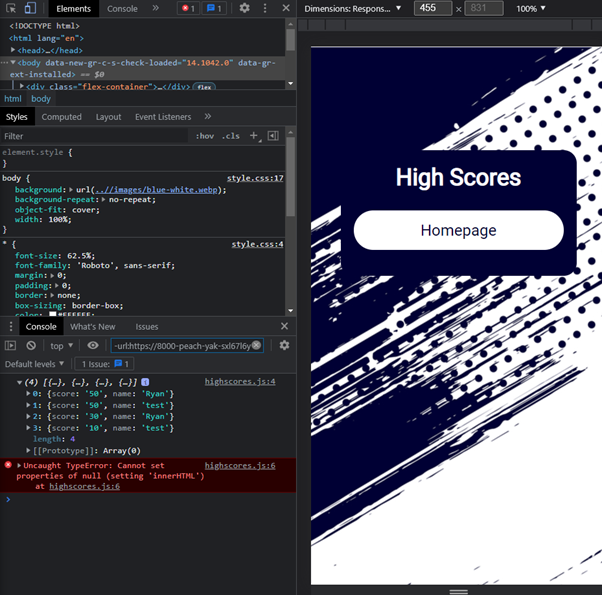 Elements Console » 1 1
Dimensions: Respons... ▼ 455 × 831 100% ▼
<!DOCTYPE html>
<html lang="en">
<head>…</head>
<body data-new-gr-c-s-check-loaded="14.1042.0" data-gr-
ext-installed> == $0
<div class="flex-container">…</div> flex
html body
Styles Computed Layout Event Listeners »
Filter :hov .cls +
element.style {
}
body { style.css:17
background: url(..//images/blue-white.webp);
background-repeat: no-repeat;
object-fit: cover;
width: 100%;
}
* { style.css:4
font-size: 62.5%;
font-family: 'Roboto', sans-serif;
margin: 0;
padding: 0;
border: none;
box-sizing: border-box;
color: #FFFFFF;
Console What's New Issues
top ▼ -url:https://8000-peach-yak-sxl67l6y
Default levels ▼ 1 Issue: 1
(4) [{…}, {…}, {…}, {…}] i highscores.js:4
0: {score: '50', name: 'Ryan'}
1: {score: '50', name: 'test'}
2: {score: '30', name: 'Ryan'}
3: {score: '10', name: 'test'}
length: 4
[[Prototype]]: Array(0)
Uncaught TypeError: Cannot set highscores.js:6
properties of null (setting 'innerHTML')
at highscores.js:6
High Scores
Homepage